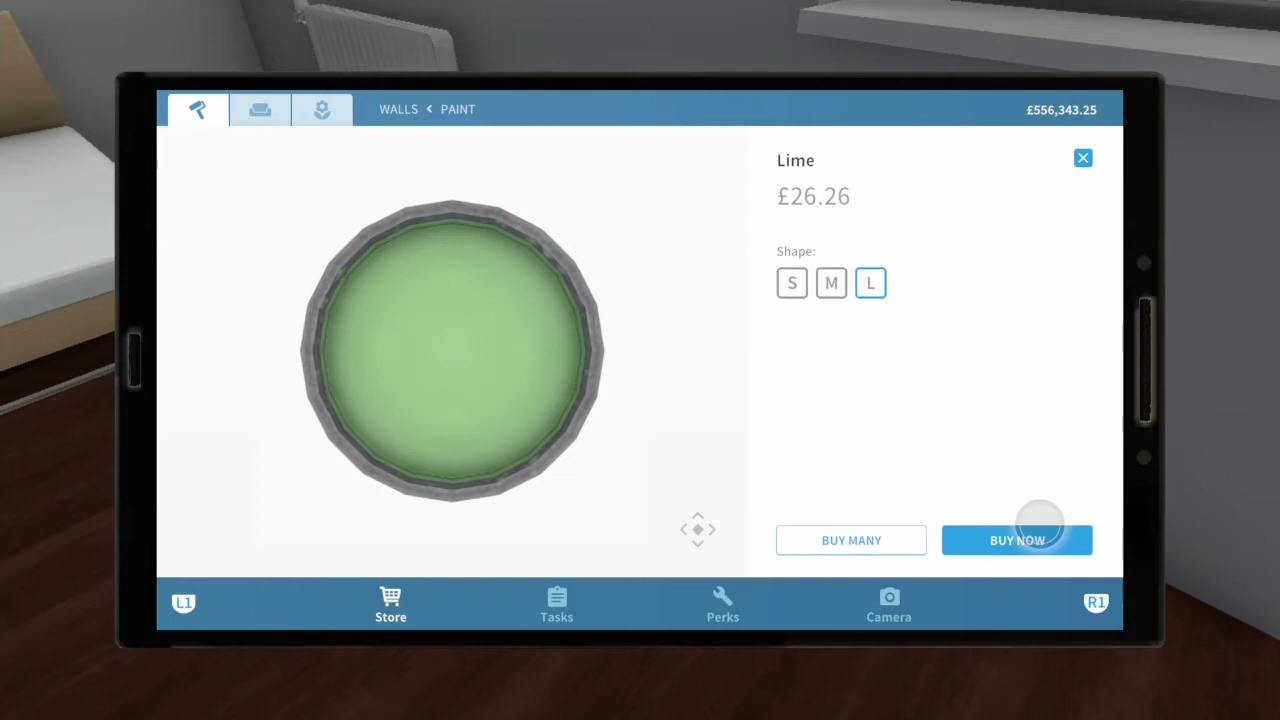 WALLS < PAINT
£556,343.25
Lime
£26.26
Shape:
S M L
BUY MANY
BUY NOW
L1
Store
Tasks
Perks
Camera
R1